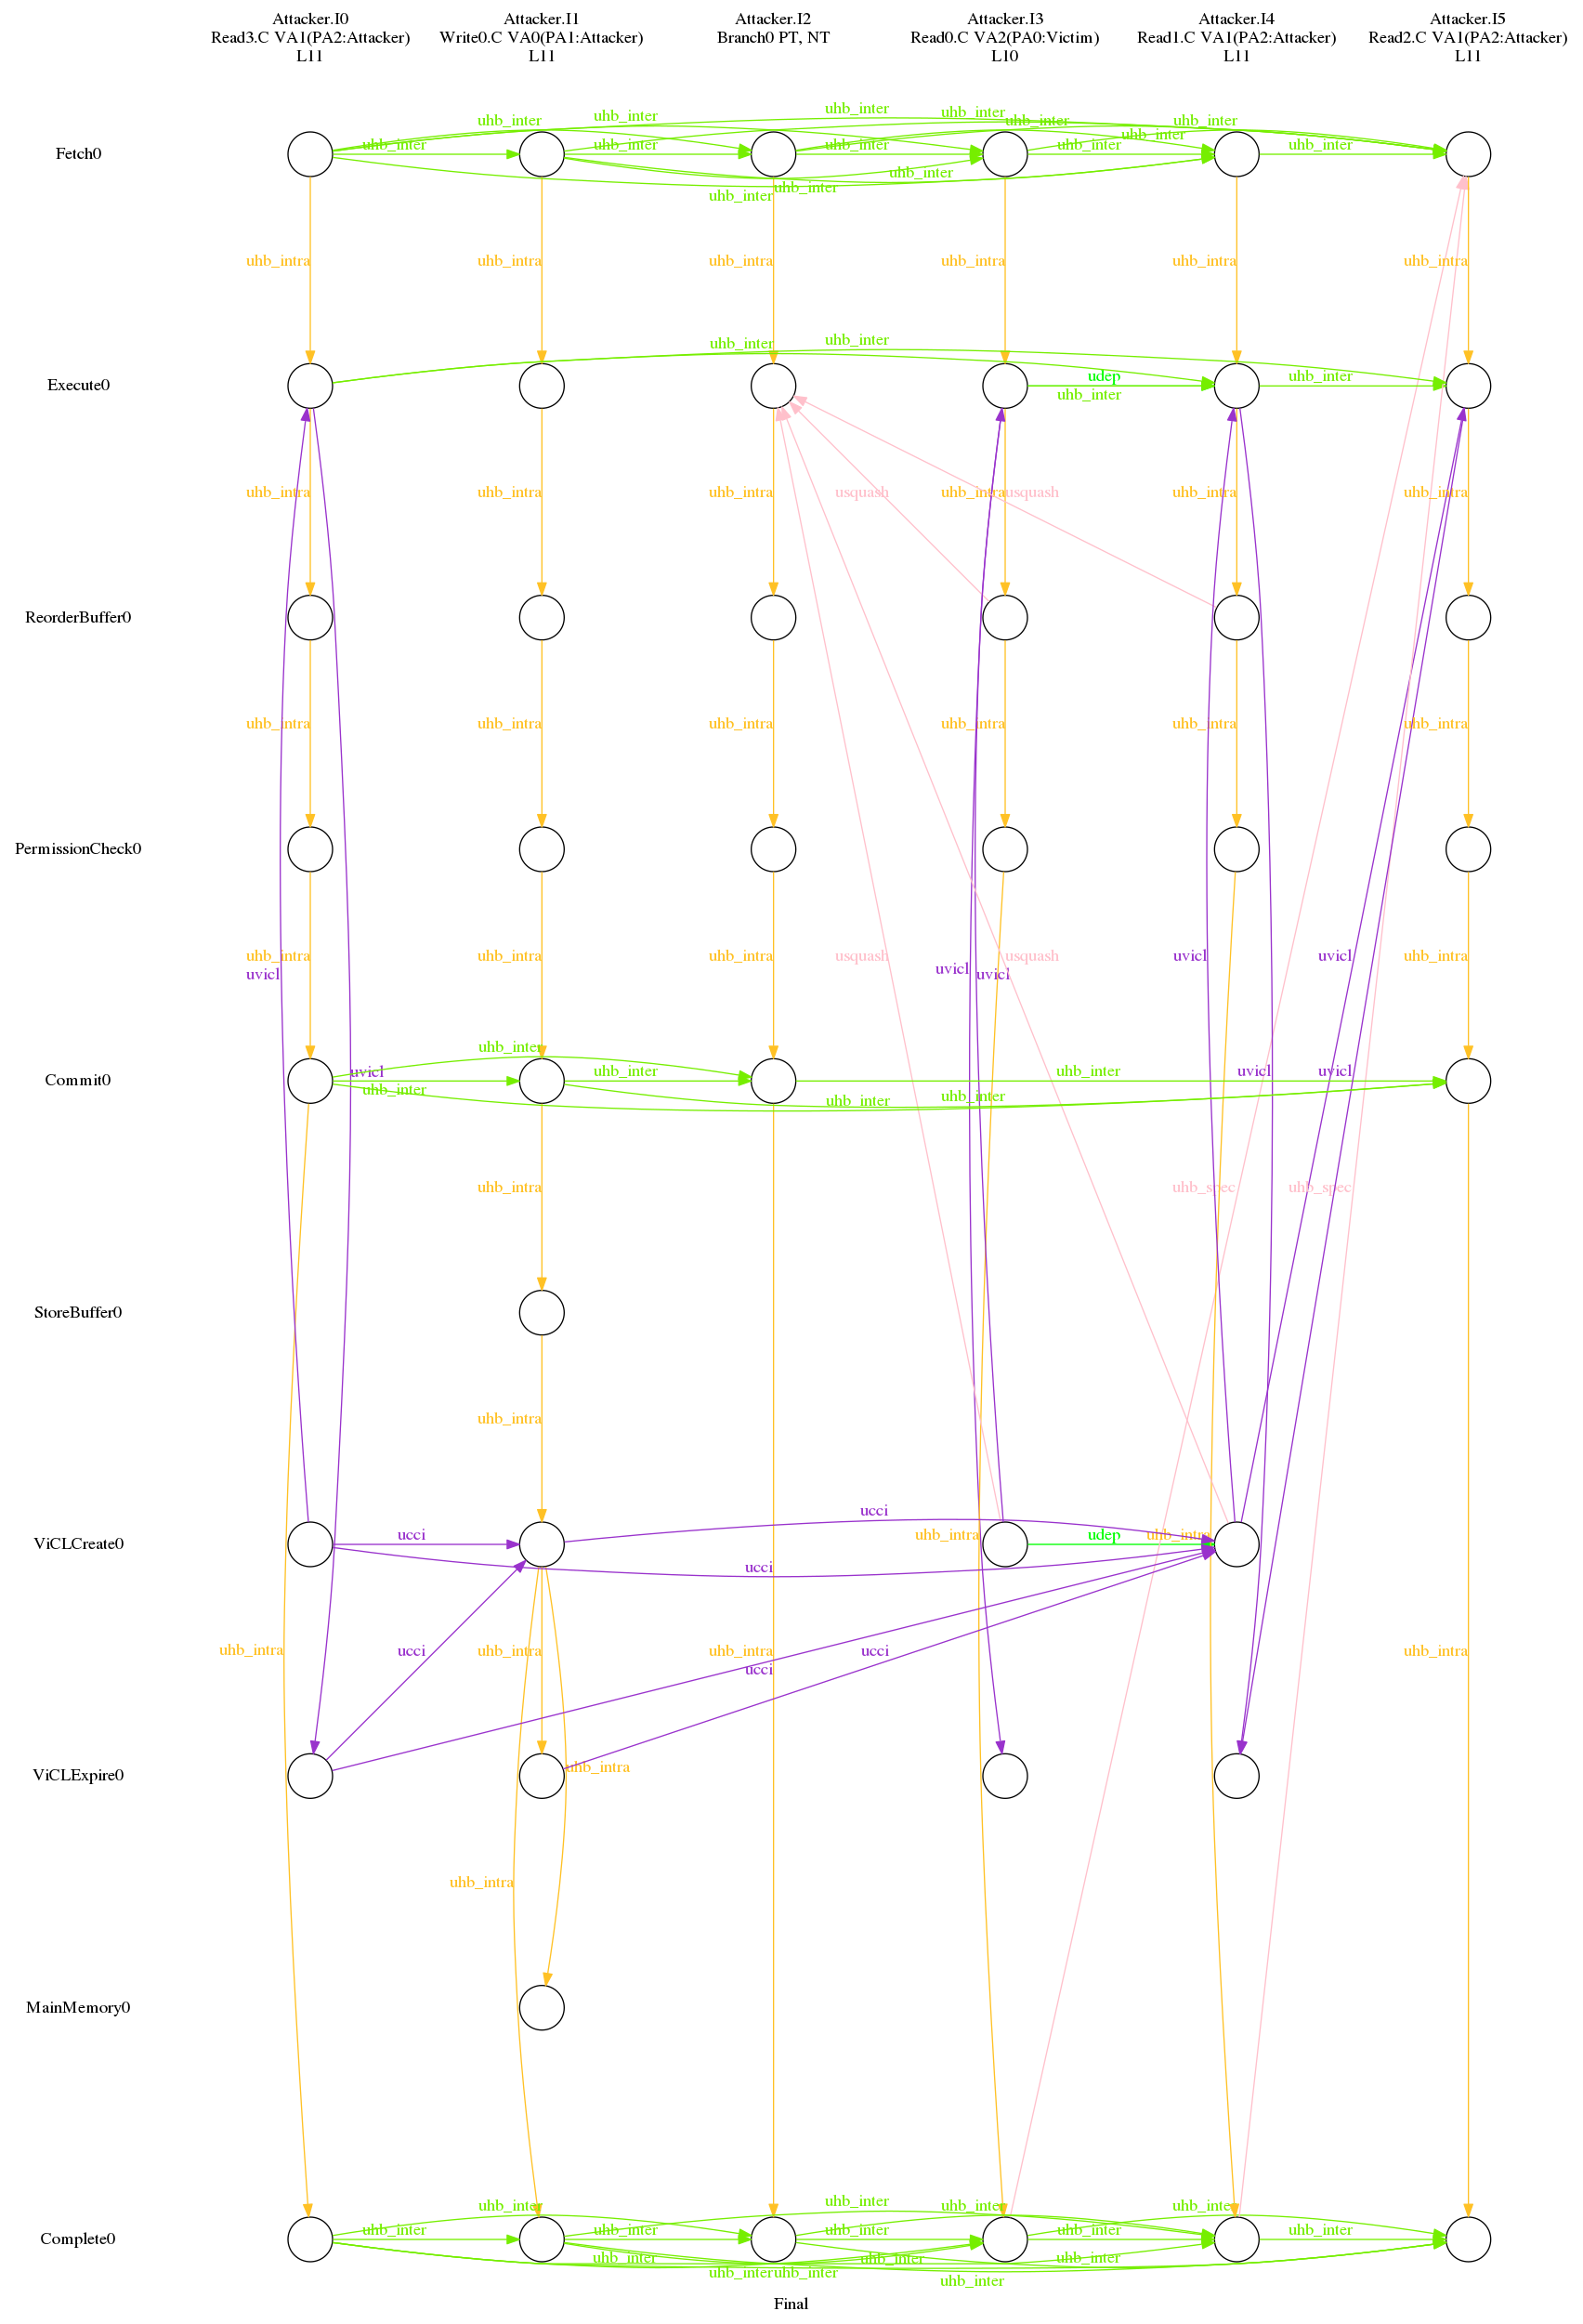 Attacker.I0 Attacker.I1 Attacker.I2 Attacker.I3 Attacker.I4 Attacker.I5
Read3.C VA1(PA2:Attacker) Write0.C VA0(PA1:Attacker) Branch0 PT, NT Read0.C VA2(PA0:Victim) Read1.C VA1(PA2:Attacker) Read2.C VA1(PA2:Attacker)
L11 L11 L10 L11 L11
uhb_inter uhb_inter
uhb_inter uhb_inter uhb_inter uhb_inter
uhb_inter
Fetch0 uhb_inter uhb_inter uhb_inter uhb_inter uhb_inter
uhb_inter
uhb_inter uhb_inter
uhb_intra uhb_intra uhb_intra uhb_intra uhb_intra uhb_intra
uhb_inter uhb_inter
Execute0 udep uhb_inter
uhb_inter
uhb_intra uhb_intra uhb_intra usquash uhb_intra usquash uhb_intra uhb_intra
ReorderBuffer0
uhb_intra uhb_intra uhb_intra uhb_intra uhb_intra uhb_intra
PermissionCheck0
uhb_intra uhb_intra uhb_intra usquash usquash uvicl uvicl uhb_intra
uvicl uvicl uvicl
uhb_inter
Commit0 uvicl uhb_inter uhb_inter uvicl uvicl
uhb_inter uhb_inter uhb_inter
uhb_intra uhb_spec uhb_spec
StoreBuffer0
uhb_intra
ucci
ViCLCreate0 ucci uhb_intra udep uhb_intra
ucci
uhb_intra ucci uhb_intra uhb_intra ucci uhb_intra
ucci
ViCLExpire0 uhb_intra
uhb_intra
MainMemory0
uhb_inter uhb_inter uhb_inter uhb_inter
Complete0 uhb_inter uhb_inter uhb_inter uhb_inter uhb_inter
uhb_inter uhb_inter uhb_inter
uhb_inter uhb_inter uhb_inter
Final